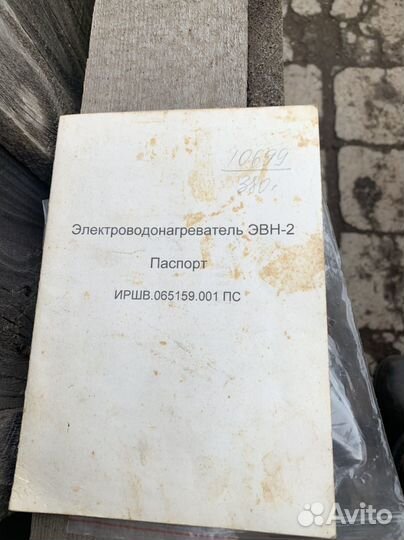 10699
380.
Электроводонагреватель ЭВН-2
Паспорт
ИРШВ.065159.001 ПС
Avito